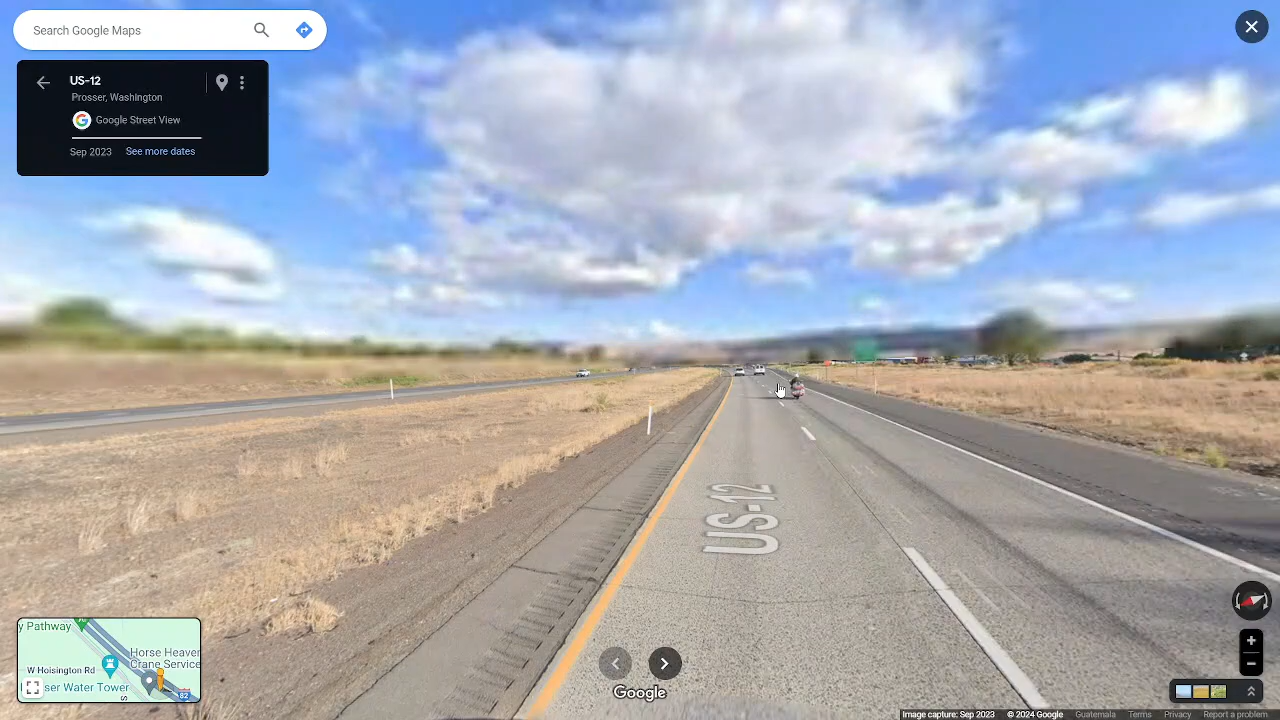 Search Google Maps
US-12
Prosser, Washington
Google Street View
Sep 2023 See more dates
US-12
y Pathway
Horse Heaven
Crane Service
W Hoisington Rd
ser Water Tower
S
82
Google
Image capture: Sep 2023 © 2024 Google Guatemala Terms Privacy Report a problem